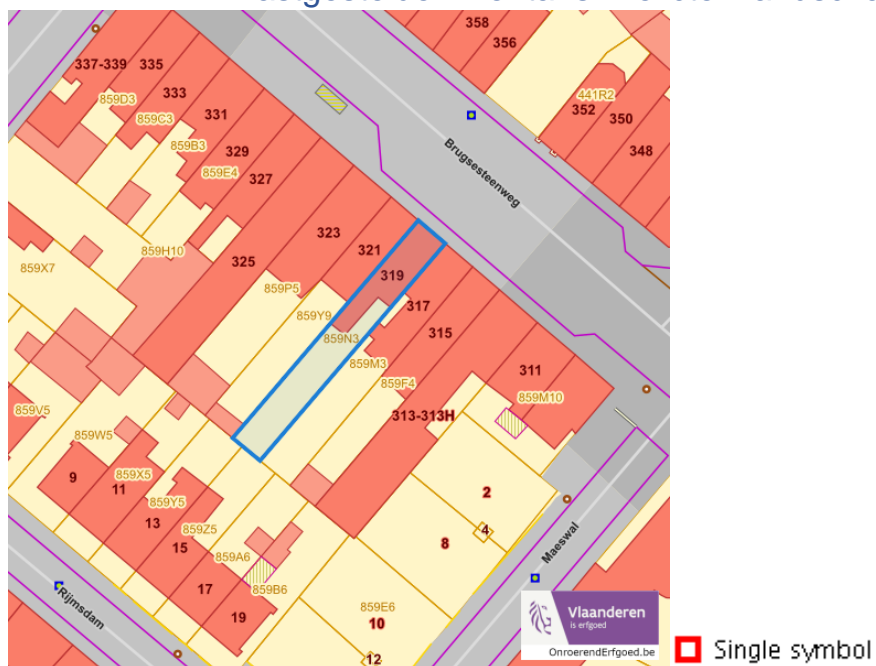 358
356
337-339
335
333
331
329
327
859D3
859C3
859B3
859E4
441R2
352
350
348
Brugsesteenweg
859H10
859X7
325
323
321
319
317
315
311
859P5
859Y9
859N3
859M3
859F4
859M10
313-313H
859V5
859W5
859X5
859Y5
859Z5
859A6
859B6
859E6
9
11
13
15
17
19
2
4
8
10
12
Maeswal
Rijmsdam
Vlaanderen
is erfgoed
OnroerendErfgoed.be
Single symbol